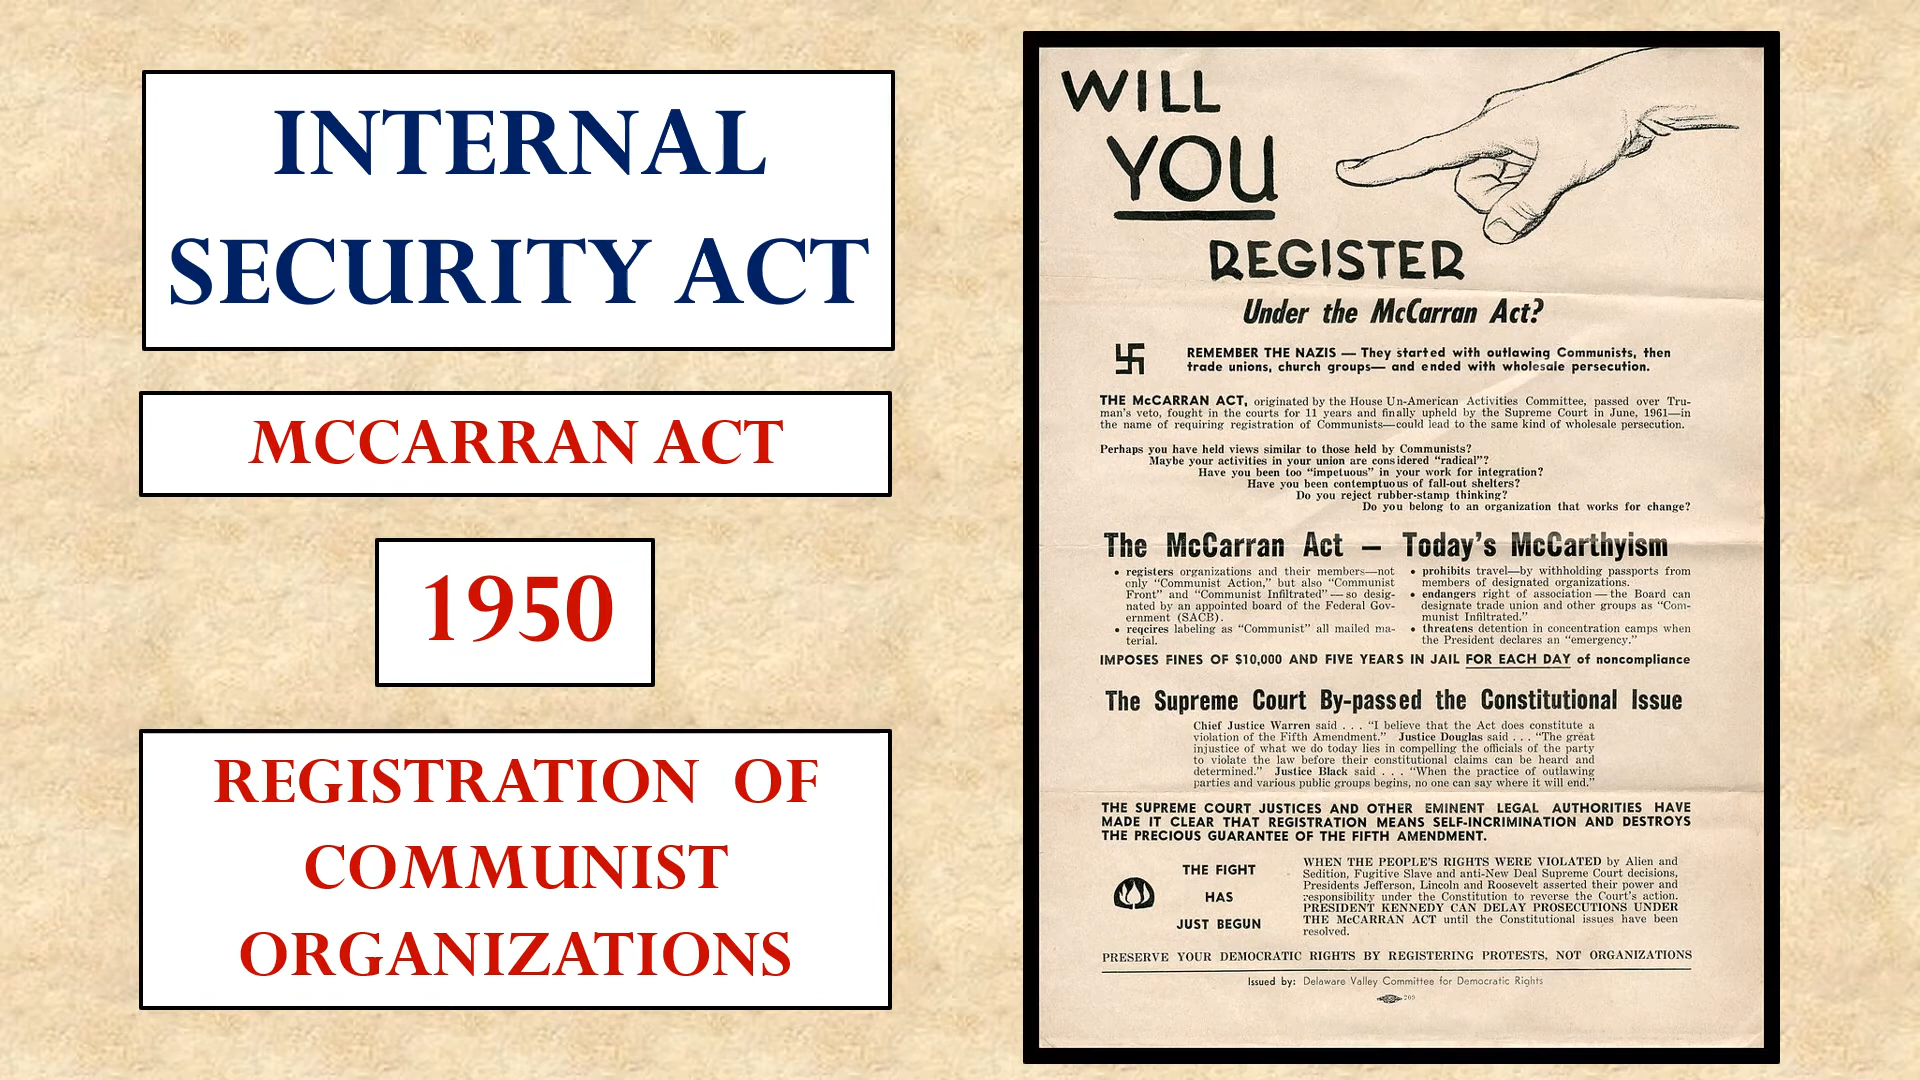 INTERNAL
SECURITY ACT
MCCARRAN ACT
1950
REGISTRATION OF
COMMUNIST
ORGANIZATIONS
WILL
YOU
REGISTER
Under the McCarran Act?
REMEMBER THE NAZIS — They started with outlawing Communists, then
trade unions, church groups— and ended with wholesale persecution.
THE McCARRAN ACT, originated by the House Un-American Activities Committee, passed over Tru-
man's veto, fought in the courts for 11 years and finally upheld by the Supreme Court in June, 1961—in
the name of requiring registration of Communists—could lead to the same kind of wholesale persecution.
Perhaps you have held views similar to those held by Communists?
Maybe your activities in your union are considered "radical"?
Have you been too "impetuous" in your work for integration?
Have you been contemptuous of fall-out shelters?
Do you reject rubber-stamp thinking?
Do you belong to an organization that works for change?
The McCarran Act — Today's McCarthyism
• registers organizations and their members—not
only "Communist Action," but also "Communist
Front" and "Communist Infiltrated" — so desig-
nated by an appointed board of the Federal Gov-
ernment (SACB).
• reqcires labeling as "Communist" all mailed ma-
terial.
• prohibits travel—by withholding passports from
members of designated organizations.
• endangers right of association — the Board can
designate trade union and other groups as "Com-
munist Infiltrated."
• threatens detention in concentration camps when
the President declares an "emergency."
IMPOSES FINES OF $10,000 AND FIVE YEARS IN JAIL FOR EACH DAY of noncompliance
The Supreme Court By-passed the Constitutional Issue
Chief Justice Warren said . . . "I believe that the Act does constitute a
violation of the Fifth Amendment." Justice Douglas said . . . "The great
injustice of what we do today lies in compelling the officials of the party
to violate the law before their constitutional claims can be heard and
determined." Justice Black said . . . "When the practice of outlawing
parties and various public groups begins, no one can say where it will end."
THE SUPREME COURT JUSTICES AND OTHER EMINENT LEGAL AUTHORITIES HAVE
MADE IT CLEAR THAT REGISTRATION MEANS SELF-INCRIMINATION AND DESTROYS
THE PRECIOUS GUARANTEE OF THE FIFTH AMENDMENT.
THE FIGHT
HAS
JUST BEGUN
WHEN THE PEOPLE'S RIGHTS WERE VIOLATED by Alien and
Sedition, Fugitive Slave and anti-New Deal Supreme Court decisions,
Presidents Jefferson, Lincoln and Roosevelt asserted their power and
responsibility under the Constitution to reverse the Court's action.
PRESIDENT KENNEDY CAN DELAY PROSECUTIONS UNDER
THE McCARRAN ACT until the Constitutional issues have been
resolved.
PRESERVE YOUR DEMOCRATIC RIGHTS BY REGISTERING PROTESTS, NOT ORGANIZATIONS
Issued by: Delaware Valley Committee for Democratic Rights
209